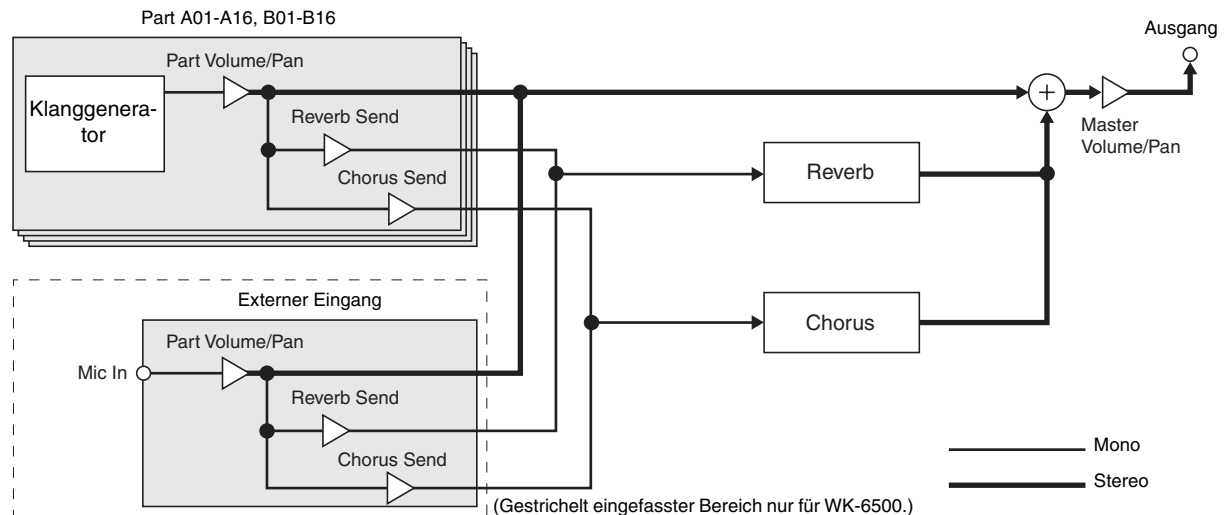 Part A01-A16, B01-B16
Ausgang
Part Volume/Pan
Klanggenera-
tor
Reverb Send
+
Master
Volume/Pan
Chorus Send
Reverb
Externer Eingang
Chorus
Part Volume/Pan
Mic In
Reverb Send
Chorus Send
Mono
Stereo
(Gestrichelt eingefasster Bereich nur für WK-6500.)